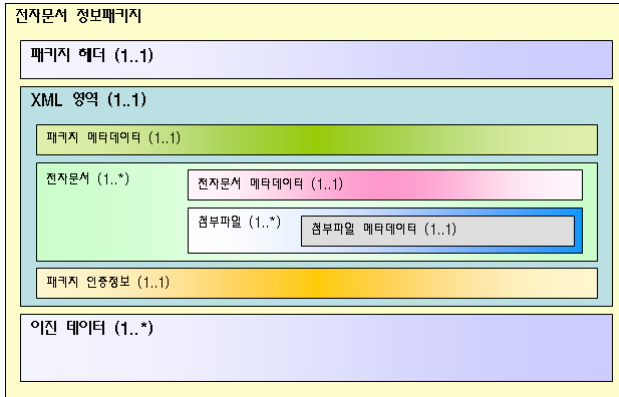 전자문서 정보패키지
패키지 헤더 (1..1)
XML 영역 (1..1)
패키지 메타데이터 (1..1)
전자문서 (1..*)
전자문서 메타데이터 (1..1)
첨부파일 (1..*)
첨부파일 메타데이터 (1..1)
패키지 인증정보 (1..1)
이진 데이터 (1..*)